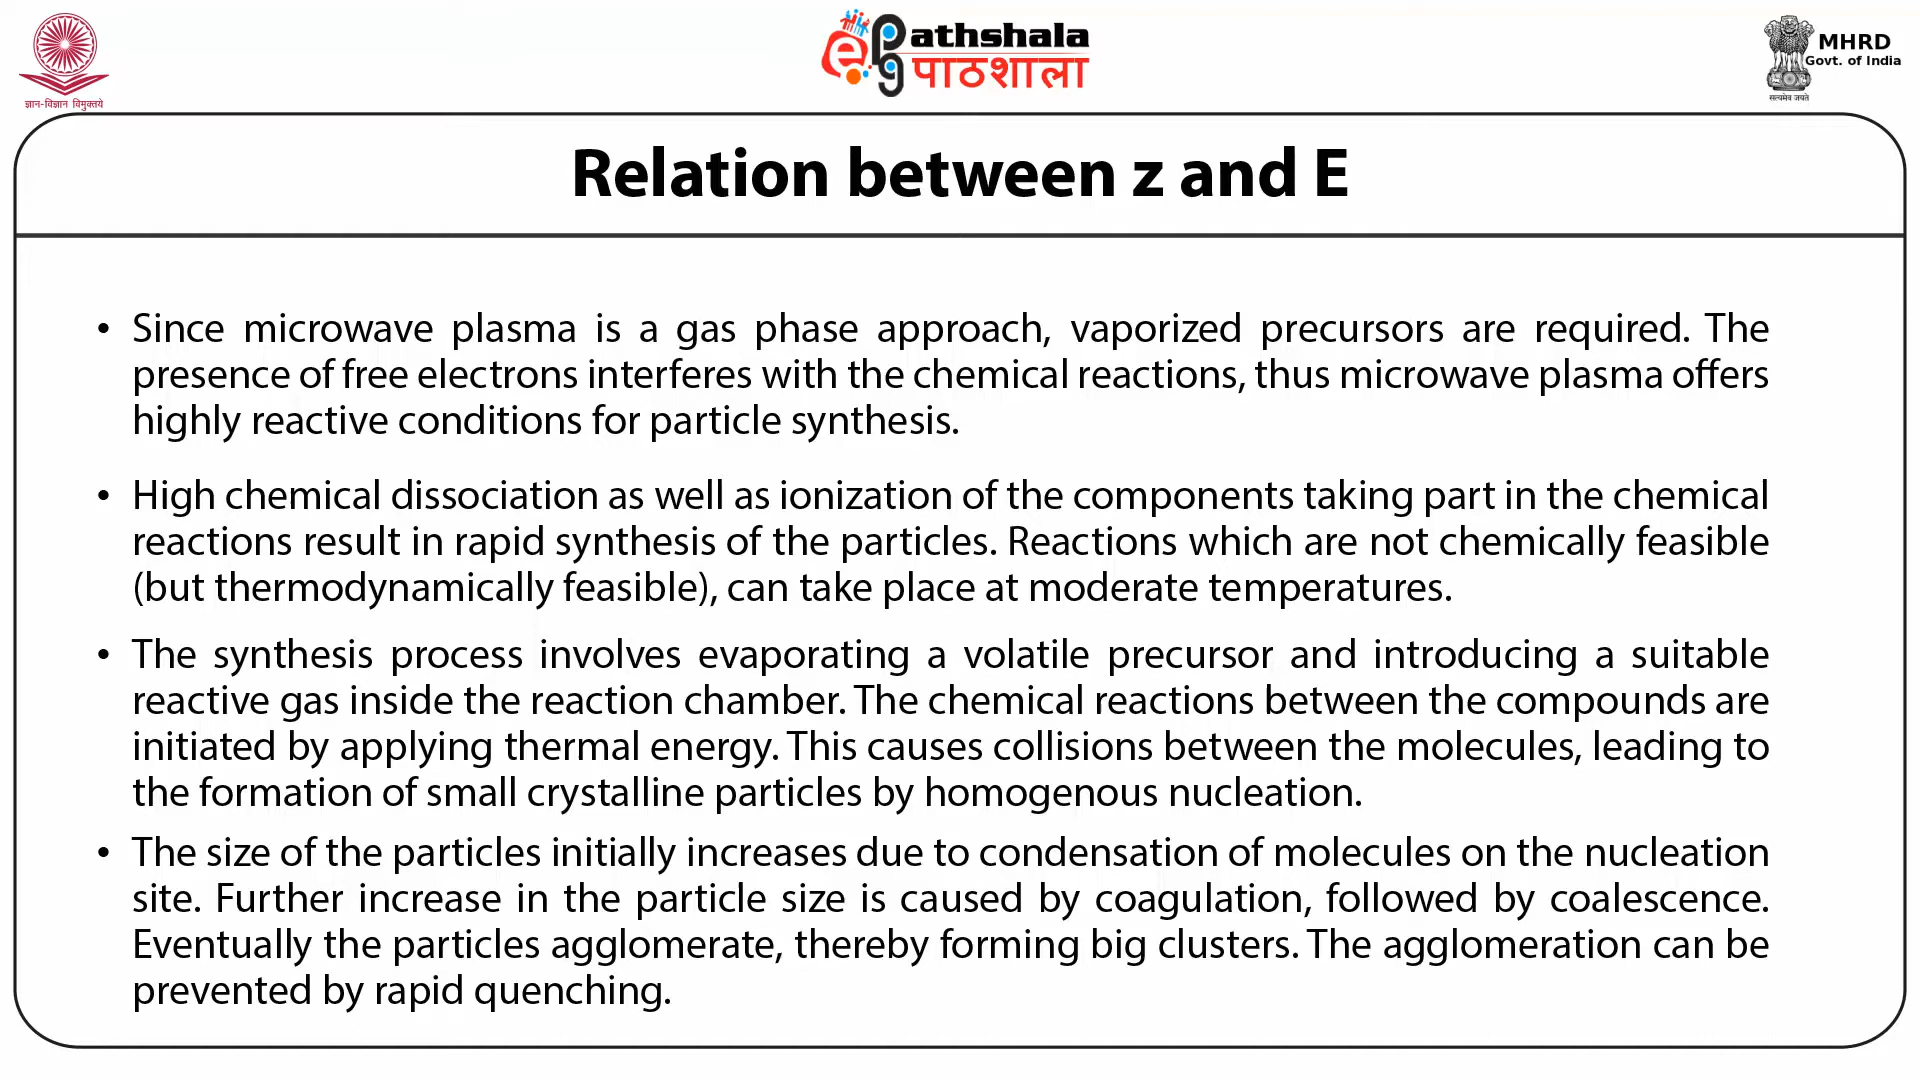 ज्ञान-विज्ञान विमुक्तये
ePathshala
पाठशाला
MHRD
Govt. of India
सत्यमेव जयते
Relation between z and E
• Since microwave plasma is a gas phase approach, vaporized precursors are required. The
presence of free electrons interferes with the chemical reactions, thus microwave plasma offers
highly reactive conditions for particle synthesis.
• High chemical dissociation as well as ionization of the components taking part in the chemical
reactions result in rapid synthesis of the particles. Reactions which are not chemically feasible
(but thermodynamically feasible), can take place at moderate temperatures.
• The synthesis process involves evaporating a volatile precursor and introducing a suitable
reactive gas inside the reaction chamber. The chemical reactions between the compounds are
initiated by applying thermal energy. This causes collisions between the molecules, leading to
the formation of small crystalline particles by homogenous nucleation.
• The size of the particles initially increases due to condensation of molecules on the nucleation
site. Further increase in the particle size is caused by coagulation, followed by coalescence.
Eventually the particles agglomerate, thereby forming big clusters. The agglomeration can be
prevented by rapid quenching.